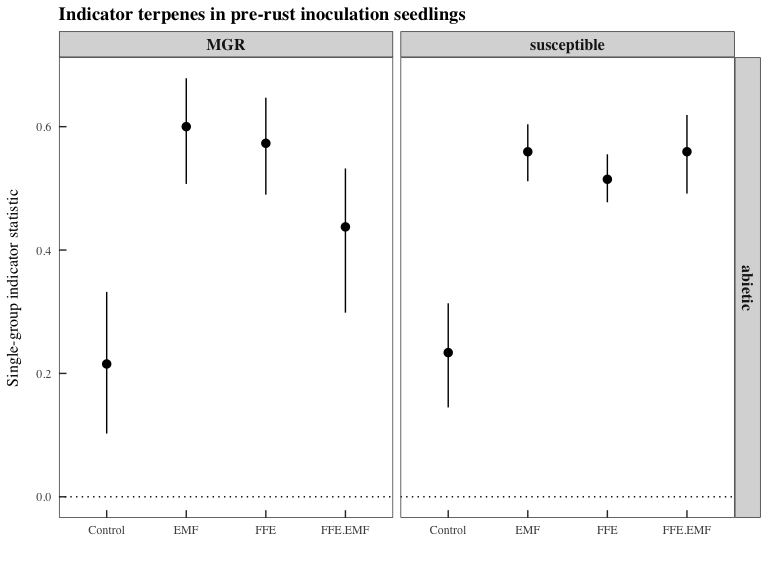 Indicator terpenes in pre-rust inoculation seedlings
MGR
susceptible
abietic
Single-group indicator statistic
0.6
0.4
0.2
0.0
Control
EMF
FFE
FFE.EMF
Control
EMF
FFE
FFE.EMF